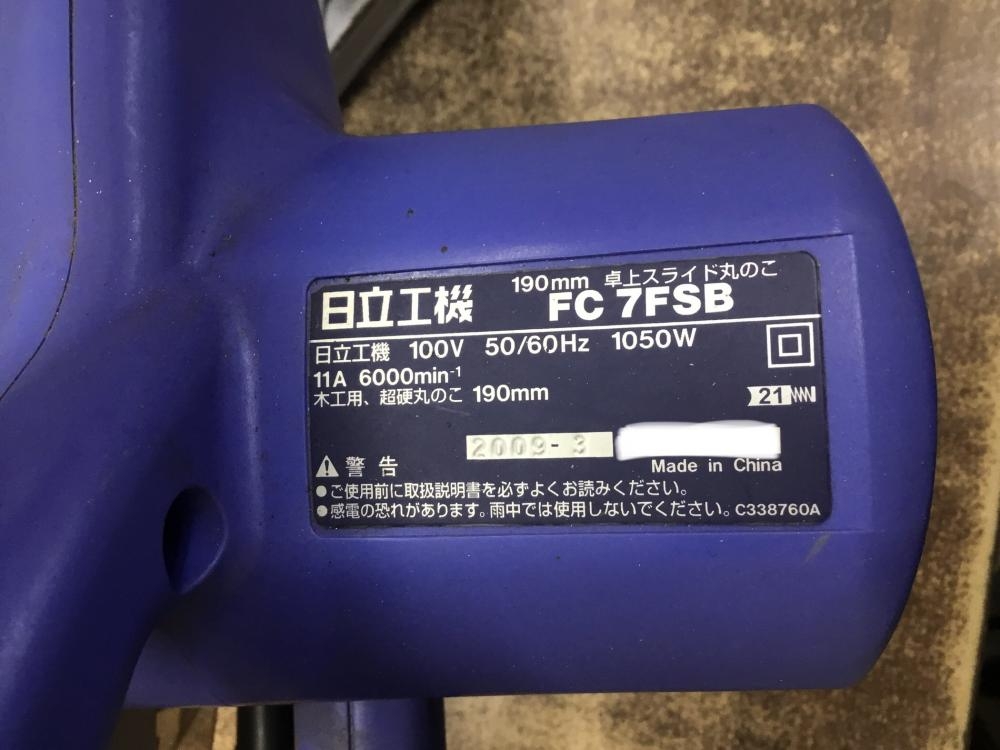 190mm 卓上スライド丸のこ
日立工機 FC 7FSB
日立工機 100V 50/60Hz 1050W
11A 6000min⁻¹
木工用、超硬丸のこ 190mm
21
2009-3
Made in China
警告
●ご使用前に取扱説明書を必ずよくお読みください。
●感電の恐れがあります。雨中では使用しないでください。C338760A